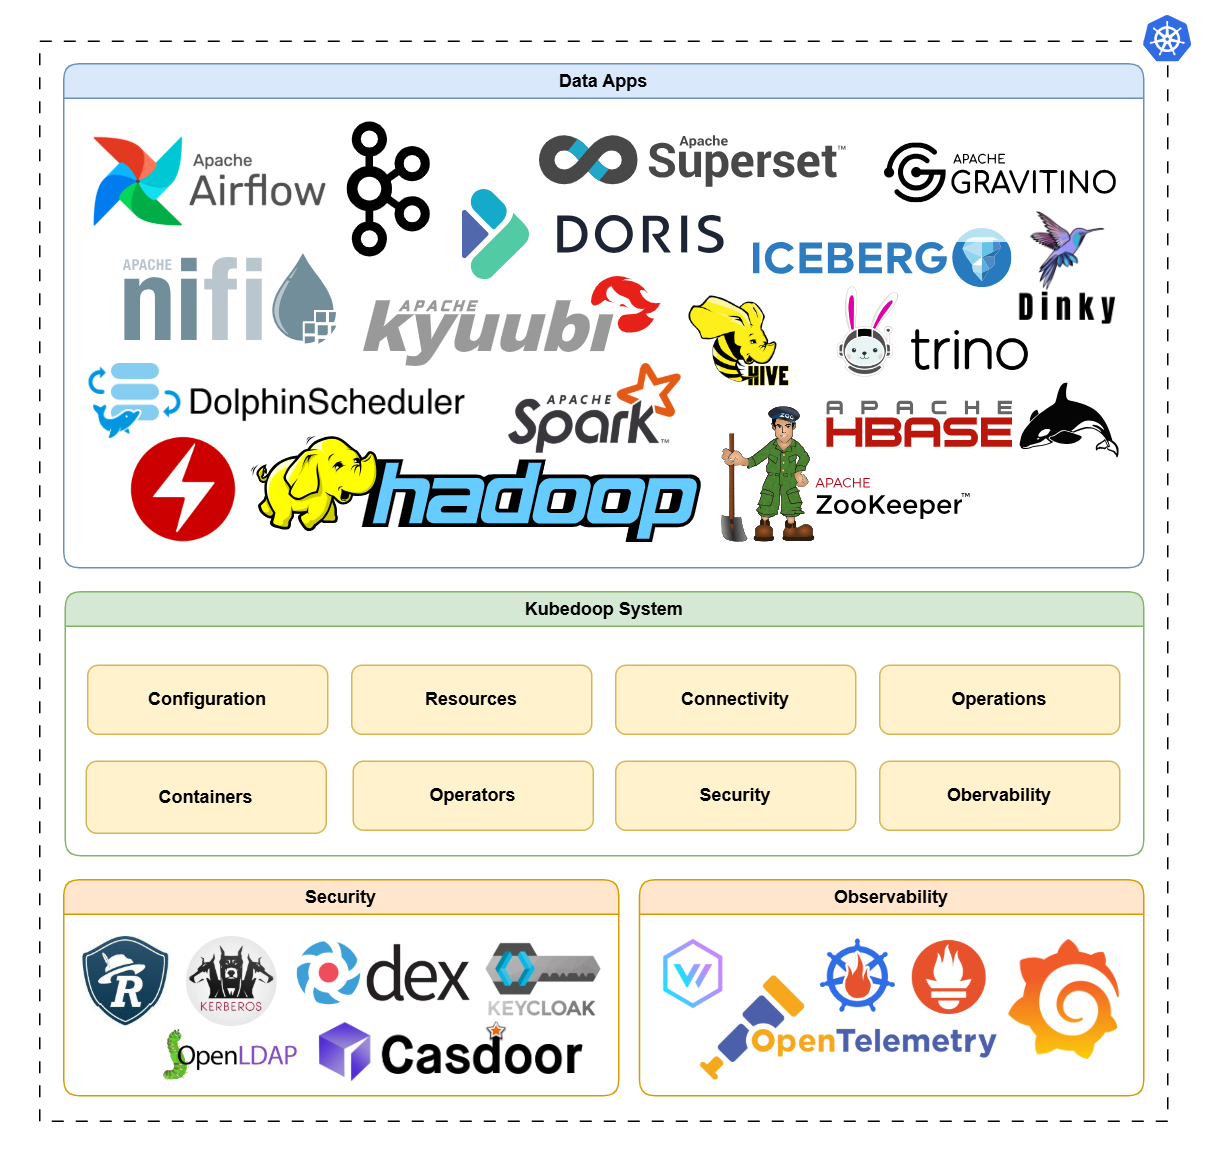 Data Apps
Apache
Airflow
Apache
Superset™
APACHE
GRAVITINO
DORIS
ICEBERG
Dinky
APACHE
nifi
APACHE
kyuubi
HIVE
trino
DolphinScheduler
APACHE
Spark™
APACHE
HBASE
hadoop
ZOO
APACHE
ZooKeeper™
Kubedoop System
Configuration
Resources
Connectivity
Operations
Containers
Operators
Security
Obervability
Security
Observability
R
KERBEROS
dex
KEYCLOAK
OpenLDAP
Casdoor
OpenTelemetry